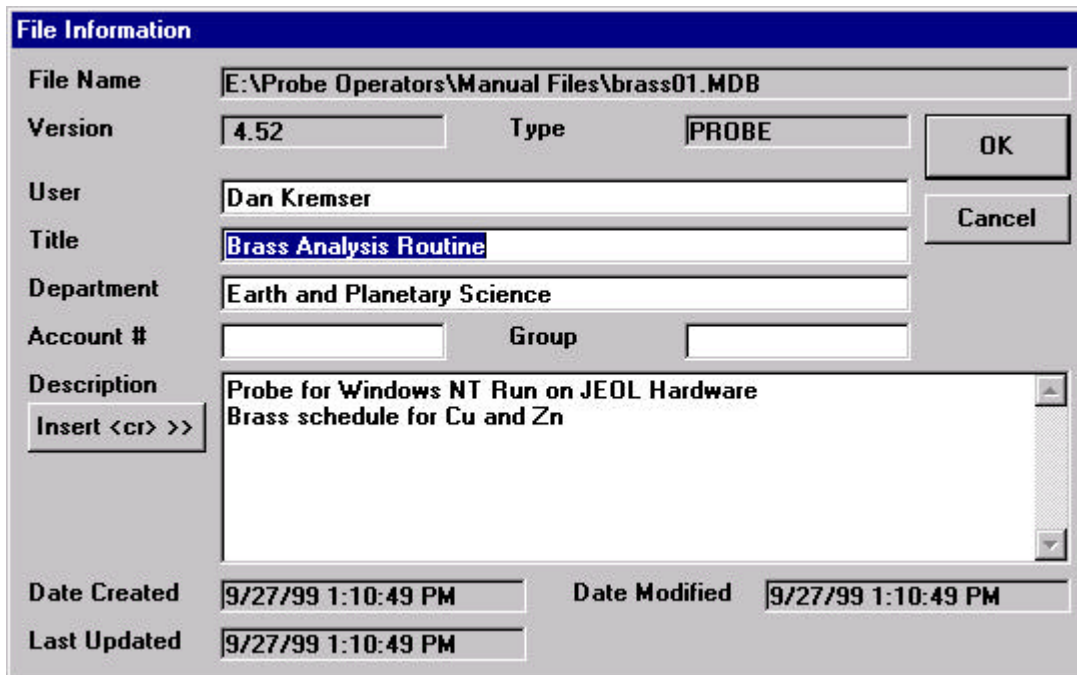 File Information
File Name E:\Probe Operators\Manual Files\brass01.MDB
Version 4.52 Type PROBE
OK
User Dan Kremser
Cancel
Title Brass Analysis Routine
Department Earth and Planetary Science
Account # Group
Description Probe for Windows NT Run on JEOL Hardware
Insert <cr> >> Brass schedule for Cu and Zn
Date Created 9/27/99 1:10:49 PM Date Modified 9/27/99 1:10:49 PM
Last Updated 9/27/99 1:10:49 PM